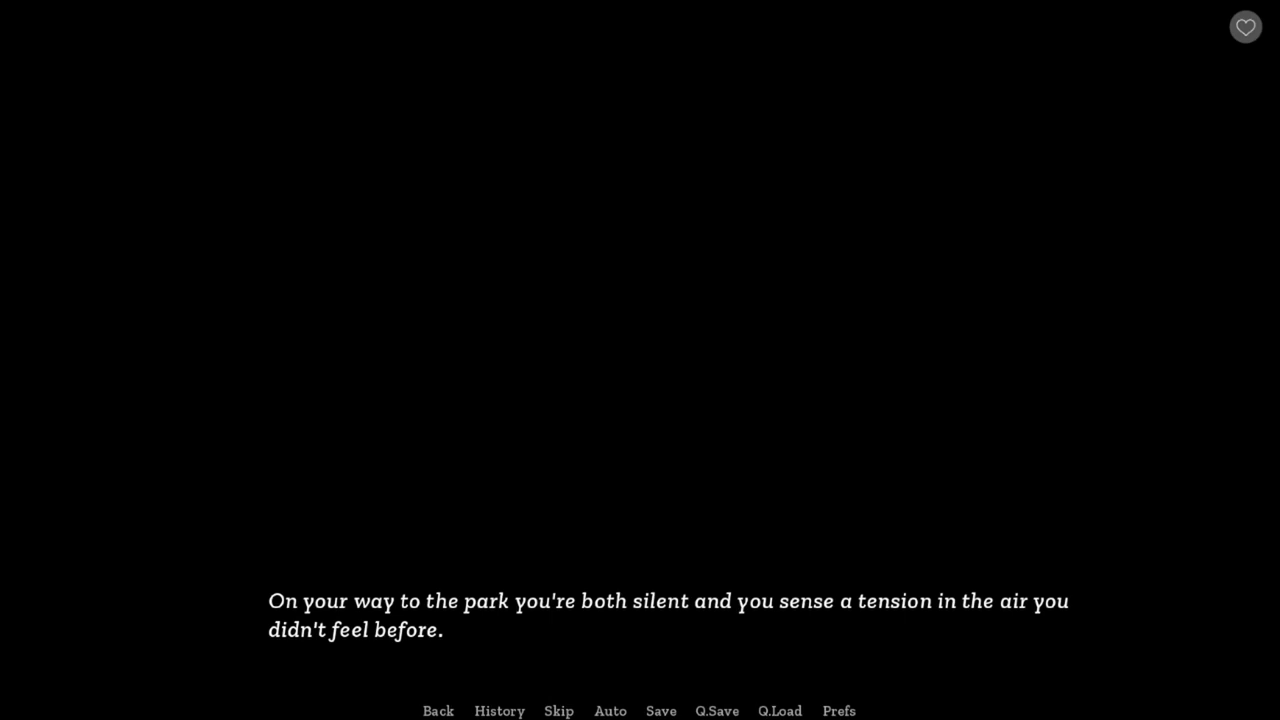 On your way to the park you're both silent and you sense a tension in the air you
didn't feel before.
Back History Skip Auto Save Q.Save Q.Load Prefs